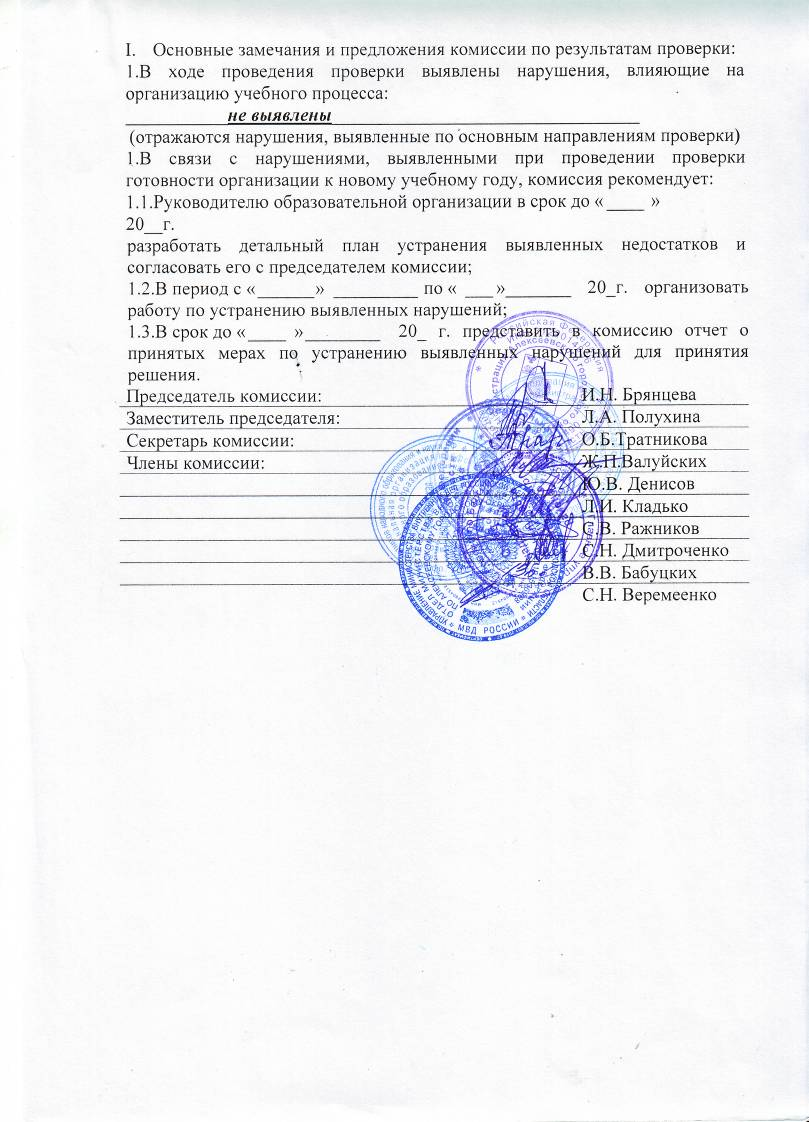 I. Основные замечания и предложения комиссии по результатам проверки:
1.В ходе проведения проверки выявлены нарушения, влияющие на
организацию учебного процесса:
не выявлены
(отражаются нарушения, выявленные по основным направлениям проверки)
1.В связи с нарушениями, выявленными при проведении проверки
готовности организации к новому учебному году, комиссия рекомендует:
1.1.Руководителю образовательной организации в срок до «____ »
20__г.
разработать детальный план устранения выявленных недостатков и
согласовать его с председателем комиссии;
1.2.В период с «______» _________ по « ___»_______ 20_г. организовать
работу по устранению выявленных нарушений;
1.3.В срок до «____ »________ 20_ г. представить в комиссию отчет о
принятых мерах по устранению выявленных нарушений для принятия
решения.
Председатель комиссии: И.Н. Брянцева
Заместитель председателя: Л.А. Полухина
Секретарь комиссии: О.Б.Тратникова
Члены комиссии: Ж.П.Валуйских
Ю.В. Денисов
Л.И. Кладько
С.В. Ражников
С.Н. Дмитроченко
В.В. Бабуцких
С.Н. Веремеенко
Российская Федерация
МВД РОССИИ